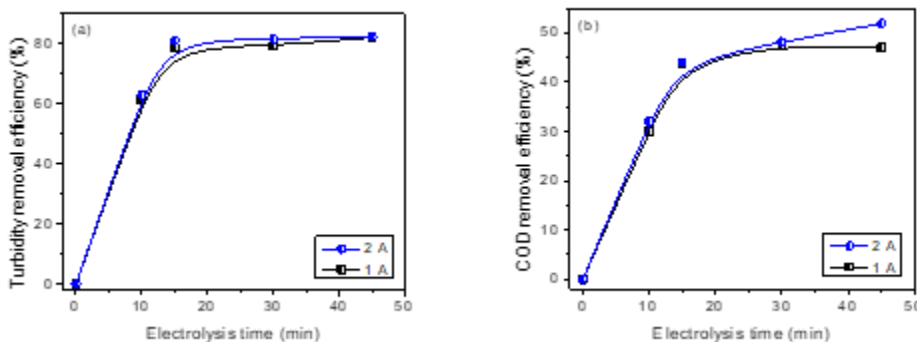 (a)
Turbidity removal efficiency (%)
80
60
40
20
0
0 10 20 30 40 50
Electrolysis time (min)
2 A
1 A
(b)
COD removal efficiency (%)
50
40
30
20
10
0
0 10 20 30 40 50
Electrolysis time (min)
2 A
1 A